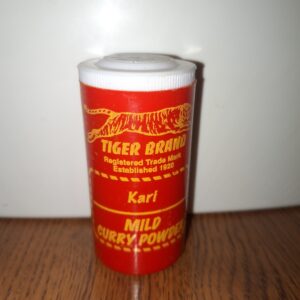 TIGER BRAND
Registered Trade Mark
Established 1920
Kari
MILD
CURRY POWDER